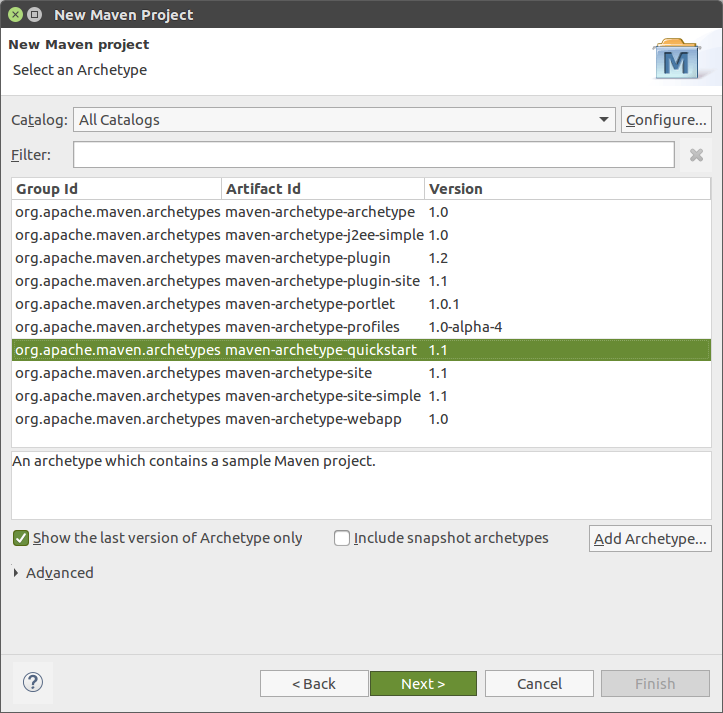 New Maven Project
New Maven project
Select an Archetype
M
Catalog: All Catalogs Configure...
Filter:
Group Id Artifact Id Version
org.apache.maven.archetypes maven-archetype-archetype 1.0
org.apache.maven.archetypes maven-archetype-j2ee-simple 1.0
org.apache.maven.archetypes maven-archetype-plugin 1.2
org.apache.maven.archetypes maven-archetype-plugin-site 1.1
org.apache.maven.archetypes maven-archetype-portlet 1.0.1
org.apache.maven.archetypes maven-archetype-profiles 1.0-alpha-4
org.apache.maven.archetypes maven-archetype-quickstart 1.1
org.apache.maven.archetypes maven-archetype-site 1.1
org.apache.maven.archetypes maven-archetype-site-simple 1.1
org.apache.maven.archetypes maven-archetype-webapp 1.0
An archetype which contains a sample Maven project.
Show the last version of Archetype only Include snapshot archetypes Add Archetype...
Advanced
? < Back Next > Cancel Finish